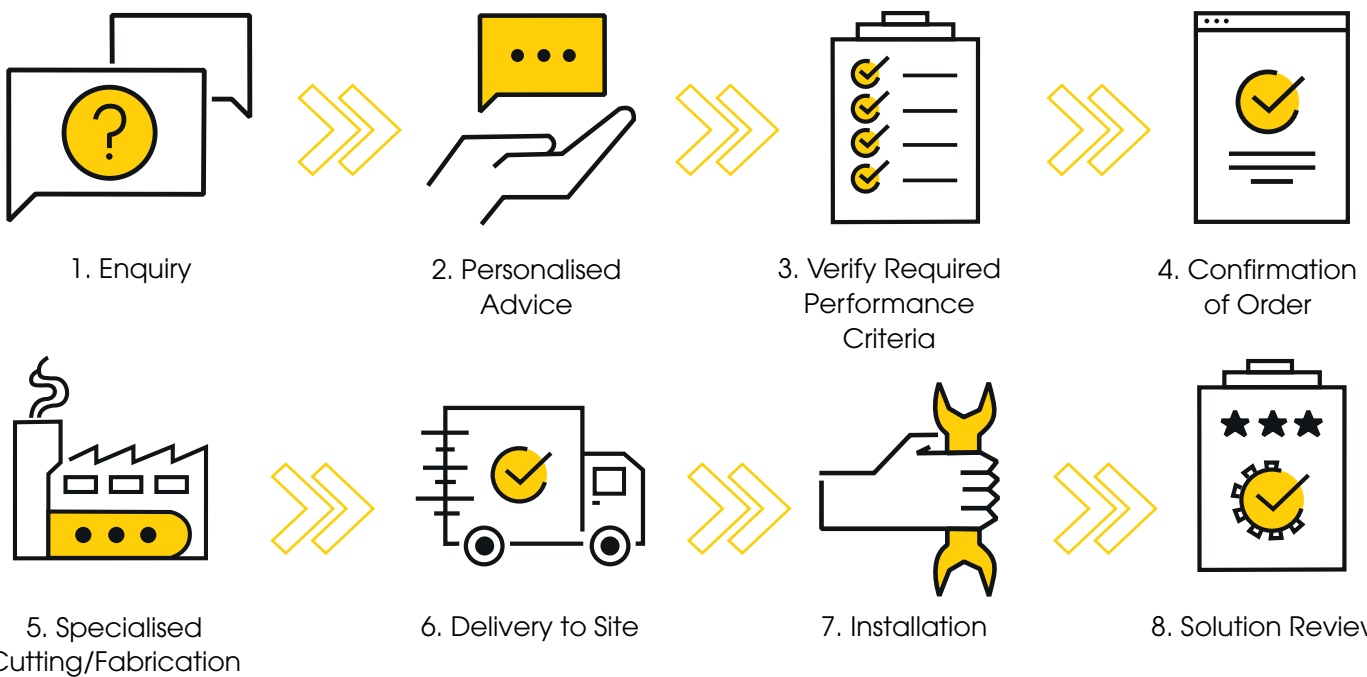 ?
1. Enquiry
2. Personalised
Advice
3. Verify Required
Performance
Criteria
4. Confirmation
of Order
5. Specialised
Cutting/Fabrication
6. Delivery to Site
7. Installation
8. Solution Review